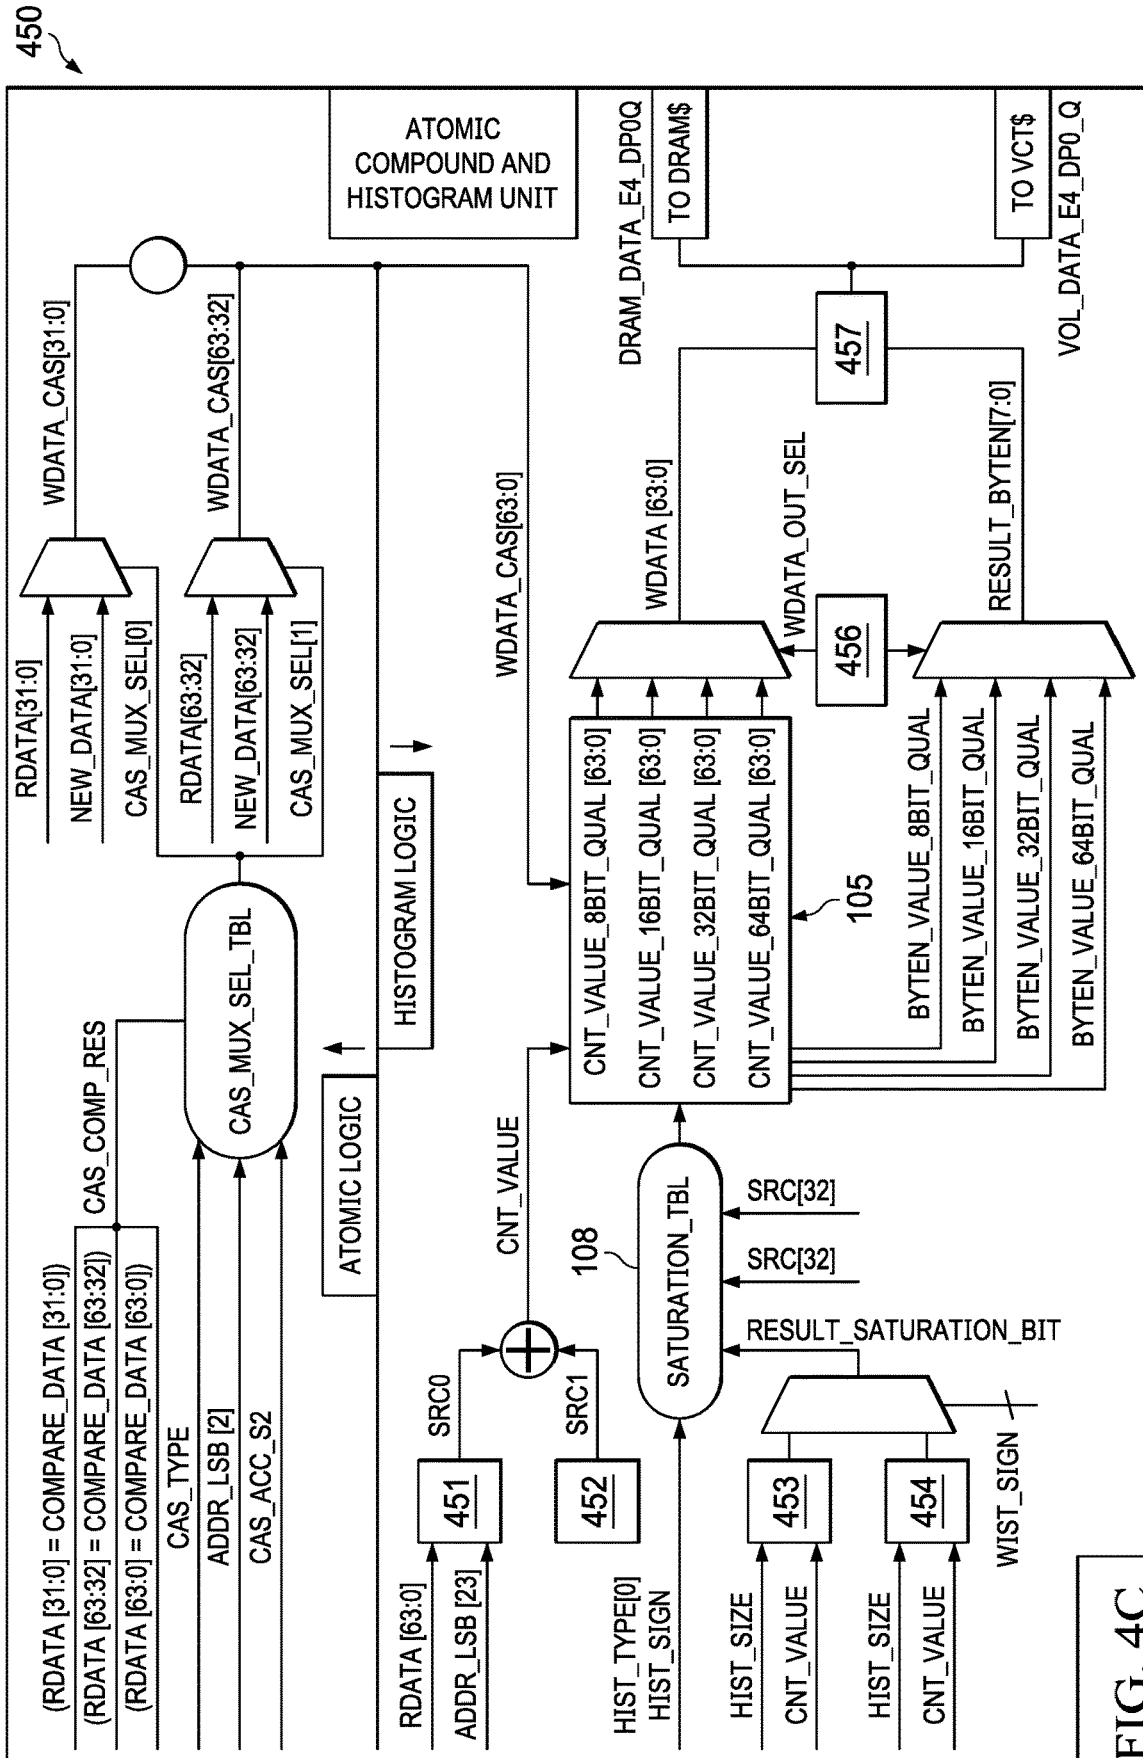 450
(RDATA [31:0] = COMPARE_DATA [31:0])
(RDATA [63:32] = COMPARE_DATA [63:32])
(RDATA [63:0] = COMPARE_DATA [63:0])
CAS_COMP_RES
CAS_TYPE
ADDR_LSB [2]
CAS_ACC_S2
CAS_MUX_SEL_TBL
RDATA[31:0]
NEW_DATA[31:0]
CAS_MUX_SEL[0]
RDATA[63:32]
NEW_DATA[63:32]
CAS_MUX_SEL[1]
WDATA_CAS[31:0]
WDATA_CAS[63:32]
ATOMIC
COMPOUND AND
HISTOGRAM UNIT
ATOMIC LOGIC
HISTOGRAM LOGIC
RDATA [63:0]
ADDR_LSB [23]
451
452
SRC0
SRC1
CNT_VALUE
WDATA_CAS[63:0]
HIST_TYPE[0]
HIST_SIGN
108
SATURATION_TBL
SRC[32]
SRC[32]
RESULT_SATURATION_BIT
HIST_SIZE
CNT_VALUE
453
HIST_SIZE
CNT_VALUE
454
WIST_SIGN
CNT_VALUE_8BIT_QUAL [63:0]
CNT_VALUE_16BIT_QUAL [63:0]
CNT_VALUE_32BIT_QUAL [63:0]
CNT_VALUE_64BIT_QUAL [63:0]
105
BYTEN_VALUE_8BIT_QUAL
BYTEN_VALUE_16BIT_QUAL
BYTEN_VALUE_32BIT_QUAL
BYTEN_VALUE_64BIT_QUAL
WDATA [63:0]
WDATA_OUT_SEL
456
RESULT_BYTEN[7:0]
457
DRAM_DATA_E4_DP0Q
TO DRAM$
TO VCT$
VOL_DATA_E4_DP0_Q
FIG. 4C